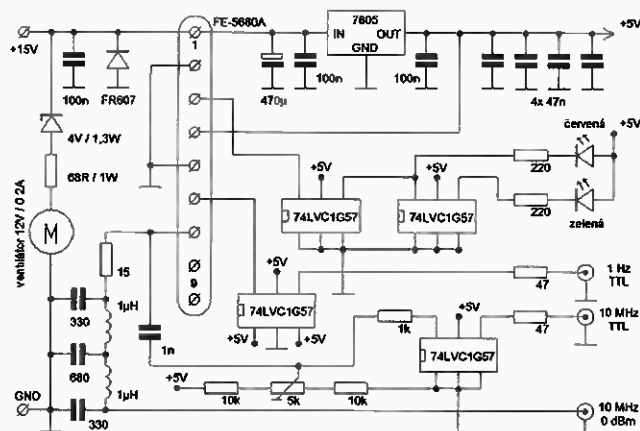 FE-5680A
7805
IN OUT
GND
+5V
+15V
1
100n
FR607
470µ
100n
100n
4x 47n
+5V
červená
220
4V / 1,3W
68R / 1W
+5V
74LVC1G57
+5V
74LVC1G57
220
zelená
M
ventilátor 12V / 0.2A
15
9
+5V
74LVC1G57
+5V
+5V
47
1 Hz
TTL
1µH
330
1n
1k
+5V
74LVC1G57
47
10 MHz
TTL
680
1µH
+5V
10k
5k
10k
GND
330
10 MHz
0 dBm